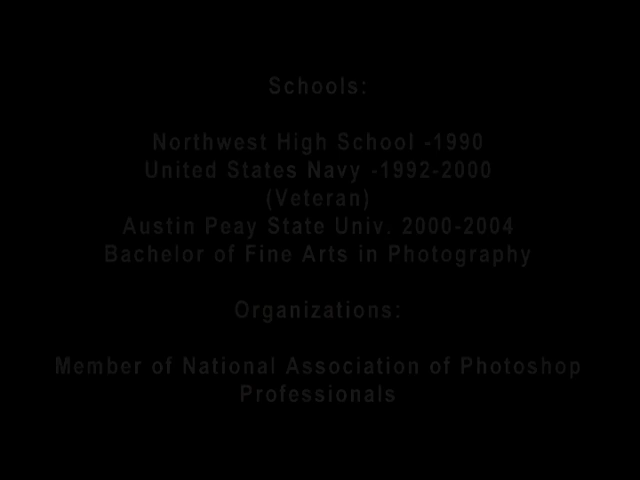 Schools:
Northwest High School -1990
United States Navy -1992-2000
(Veteran)
Austin Peay State Univ. 2000-2004
Bachelor of Fine Arts in Photography
Organizations:
Member of National Association of Photoshop
Professionals